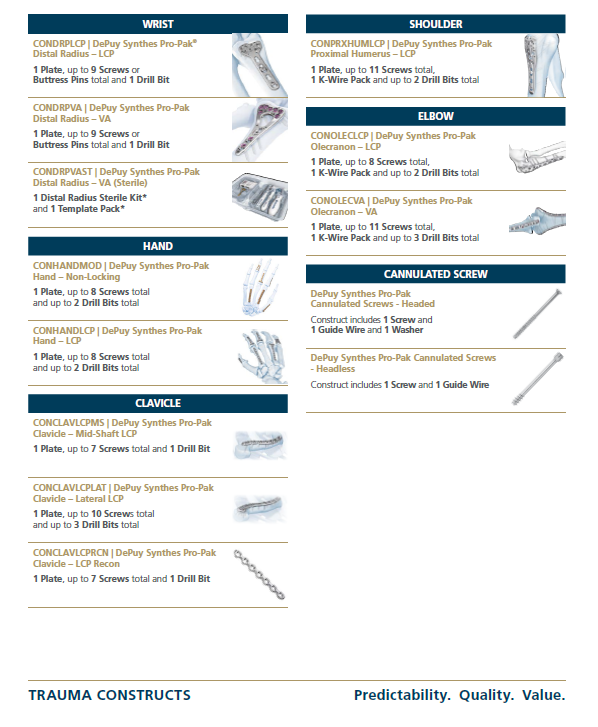 WRIST
CONDRPLCP | DePuy Synthes Pro-Pak®
Distal Radius – LCP
1 Plate, up to 9 Screws or
Buttress Pins total and 1 Drill Bit
CONDRPVA | DePuy Synthes Pro-Pak
Distal Radius – VA
1 Plate, up to 9 Screws or
Buttress Pins total and 1 Drill Bit
CONDRPVAST | DePuy Synthes Pro-Pak
Distal Radius – VA (Sterile)
1 Distal Radius Sterile Kit*
and 1 Template Pack*
HAND
CONHANDMOD | DePuy Synthes Pro-Pak
Hand – Non-Locking
1 Plate, up to 8 Screws total
and up to 2 Drill Bits total
CONHANDLCP | DePuy Synthes Pro-Pak
Hand – LCP
1 Plate, up to 8 Screws total
and up to 2 Drill Bits total
CLAVICLE
CONCLAVLCPMS | DePuy Synthes Pro-Pak
Clavicle – Mid-Shaft LCP
1 Plate, up to 7 Screws total and 1 Drill Bit
CONCLAVLCPLAT | DePuy Synthes Pro-Pak
Clavicle – Lateral LCP
1 Plate, up to 10 Screws total
and up to 3 Drill Bits total
CONCLAVLCPRCN | DePuy Synthes Pro-Pak
Clavicle – LCP Recon
1 Plate, up to 7 Screws total and 1 Drill Bit
SHOULDER
CONPRXHUMLCP | DePuy Synthes Pro-Pak
Proximal Humerus – LCP
1 Plate, up to 11 Screws total,
1 K-Wire Pack and up to 2 Drill Bits total
ELBOW
CONOLECLCP | DePuy Synthes Pro-Pak
Olecranon – LCP
1 Plate, up to 8 Screws total,
1 K-Wire Pack and up to 2 Drill Bits total
CONOLECVA | DePuy Synthes Pro-Pak
Olecranon – VA
1 Plate, up to 11 Screws total,
1 K-Wire Pack and up to 3 Drill Bits total
CANNULATED SCREW
DePuy Synthes Pro-Pak
Cannulated Screws - Headed
Construct includes 1 Screw and
1 Guide Wire and 1 Washer
DePuy Synthes Pro-Pak Cannulated Screws
- Headless
Construct includes 1 Screw and 1 Guide Wire
TRAUMA CONSTRUCTS
Predictability. Quality. Value.